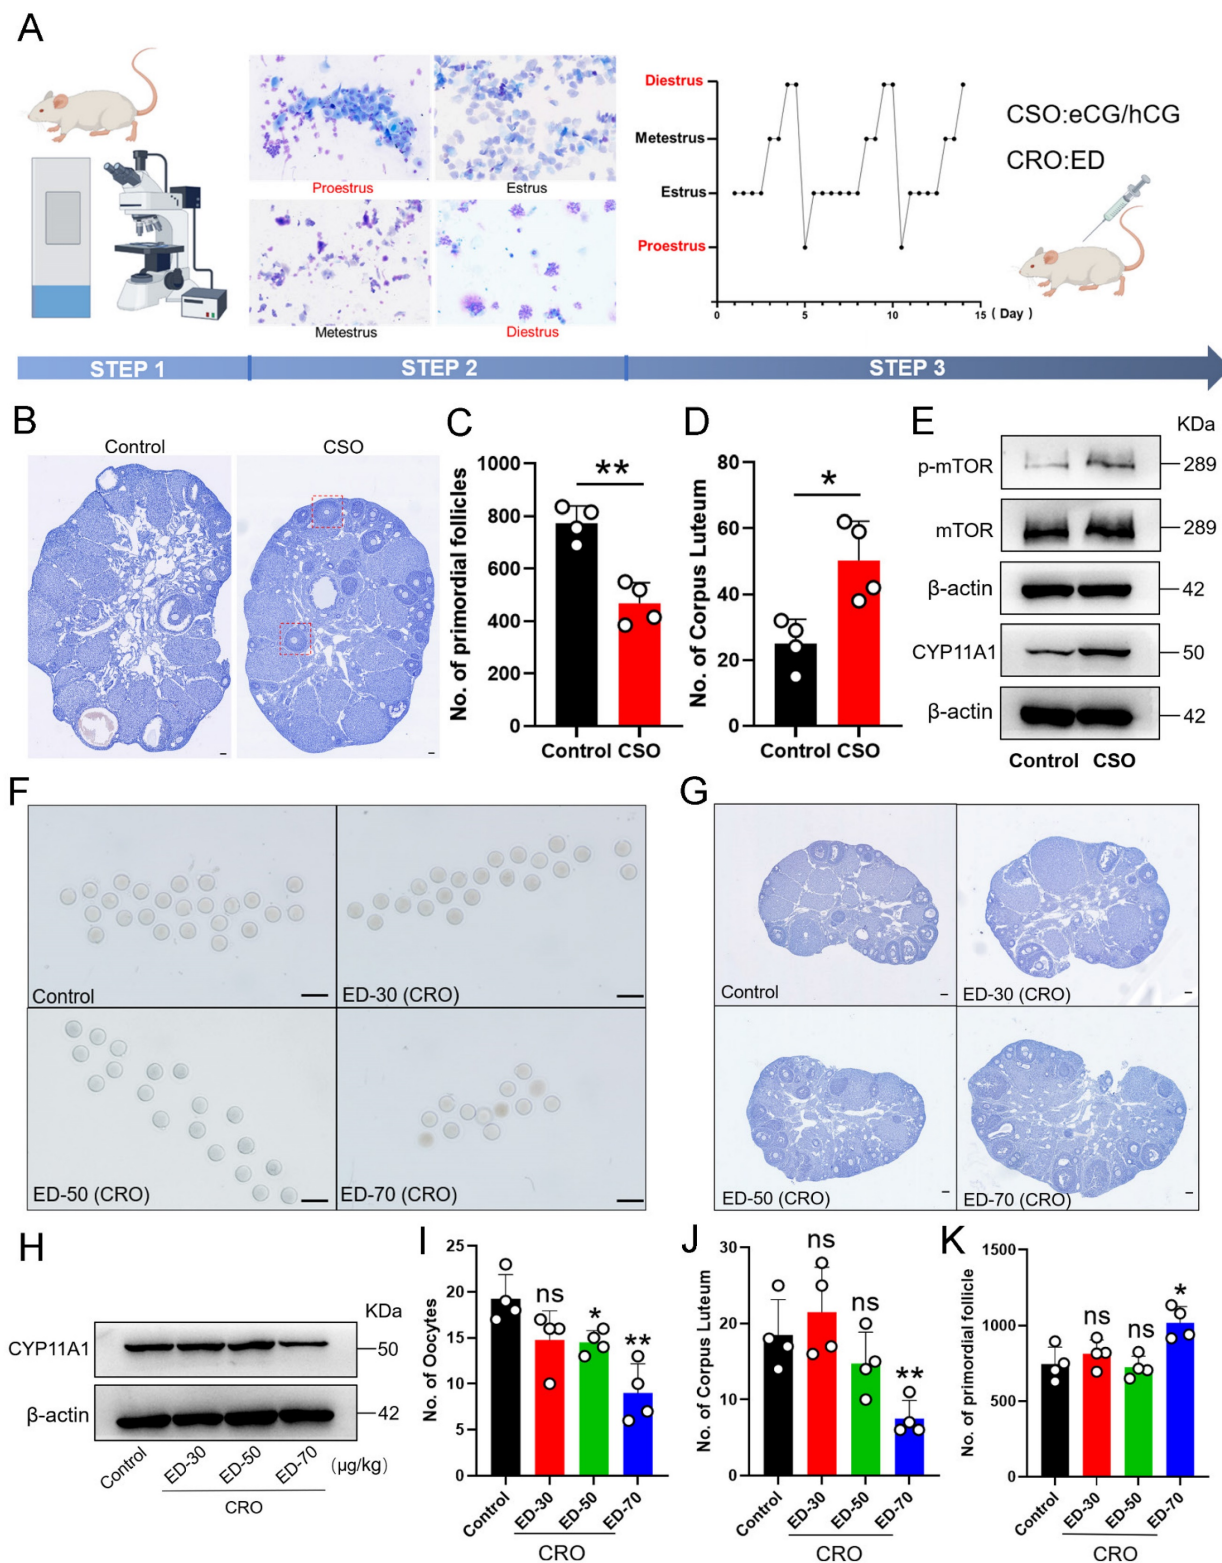 A
Proestrus
Estrus
Metestrus
Diestrus
Diestrus
Metestrus
Estrus
Proestrus
0
5
10
15
( Day )
CSO:eCG/hCG
CRO:ED
STEP 1
STEP 2
STEP 3
B
Control
CSO
C
No. of primordial follicles
1000
800
600
400
200
0
**
Control
CSO
D
No. of Corpus Luteum
80
60
40
20
0
*
Control
CSO
E
KDa
p-mTOR
289
mTOR
289
β-actin
42
CYP11A1
50
β-actin
42
Control
CSO
F
Control
ED-30 (CRO)
ED-50 (CRO)
ED-70 (CRO)
G
Control
ED-30 (CRO)
ED-50 (CRO)
ED-70 (CRO)
H
KDa
CYP11A1
50
β-actin
42
Control
ED-30
ED-50
ED-70
(μg/kg)
CRO
I
No. of Oocytes
25
20
15
10
5
0
ns
*
**
Control
ED-30
ED-50
ED-70
CRO
J
No. of Corpus Luteum
30
20
10
0
ns
ns
**
Control
ED-30
ED-50
ED-70
CRO
K
No. of primordial follicle
1500
1000
500
0
ns
ns
*
Control
ED-30
ED-50
ED-70
CRO